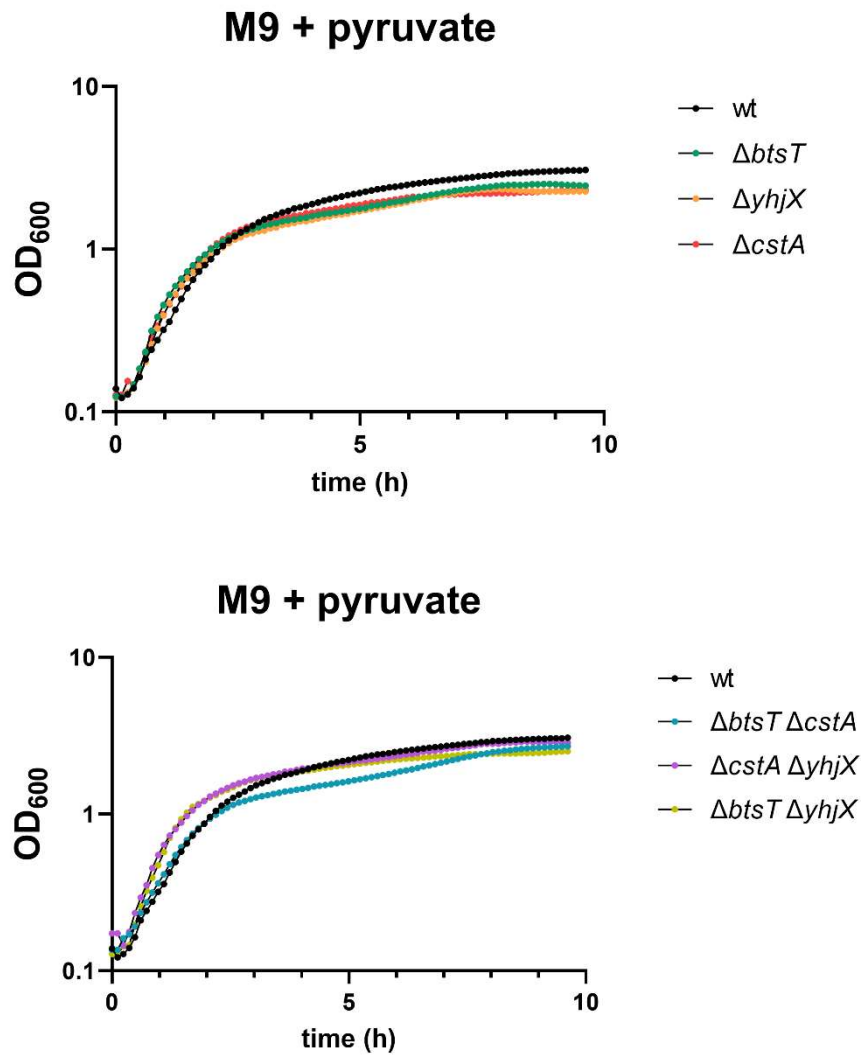 M9 + pyruvate
10
1
0.1
OD600
0
5
10
time (h)
wt
ΔbtsT
ΔyhjX
ΔcstA
M9 + pyruvate
10
1
0.1
OD600
0
5
10
time (h)
wt
ΔbtsT ΔcstA
ΔcstA ΔyhjX
ΔbtsT ΔyhjX